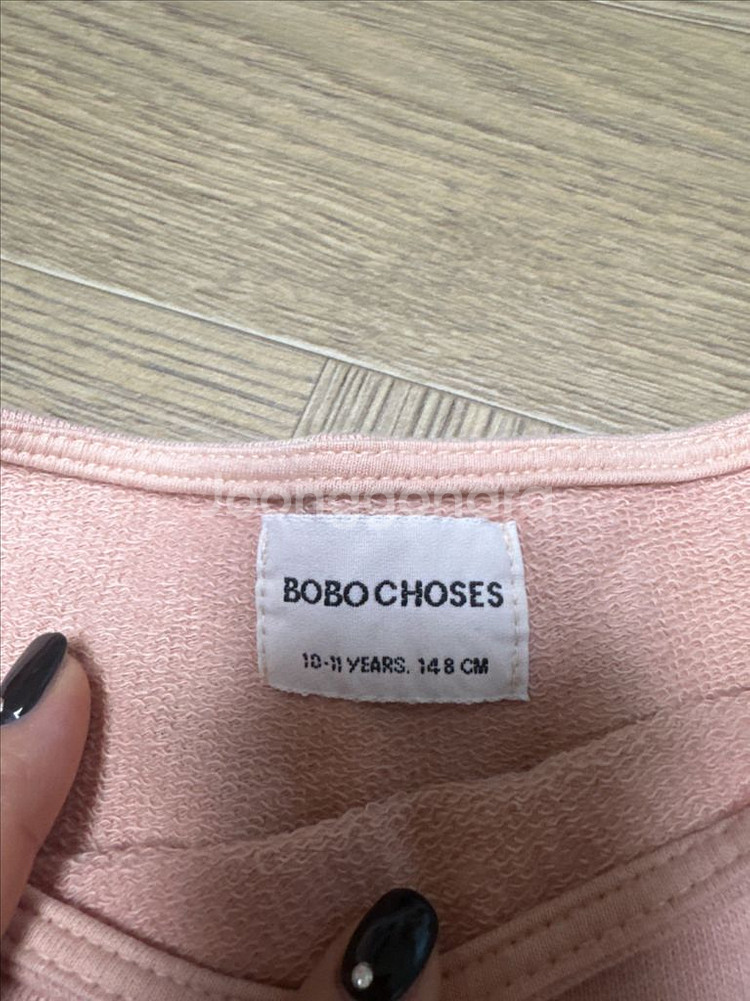 BOBO CHOSES
10-11 YEARS. 148 CM